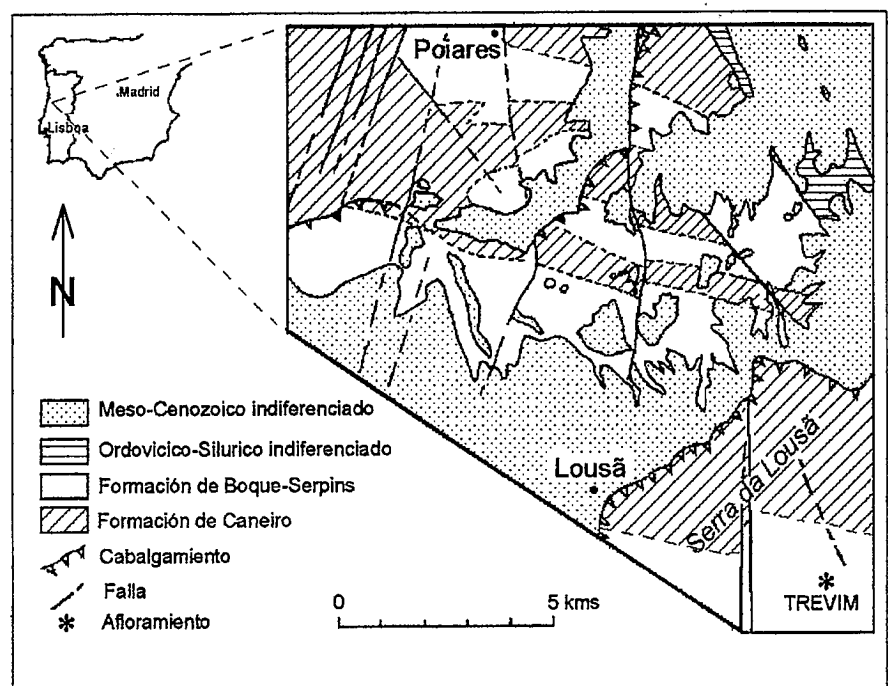 Madrid
Lisboa
N
Poiares
Lousã
Serra da Lousã
TREVIM
Meso-Cenozoico indiferenciado
Ordovicico-Silurico indiferenciado
Formación de Boque-Serpins
Formación de Caneiro
Cabalgamiento
Falla
Afloramiento
0 5 kms